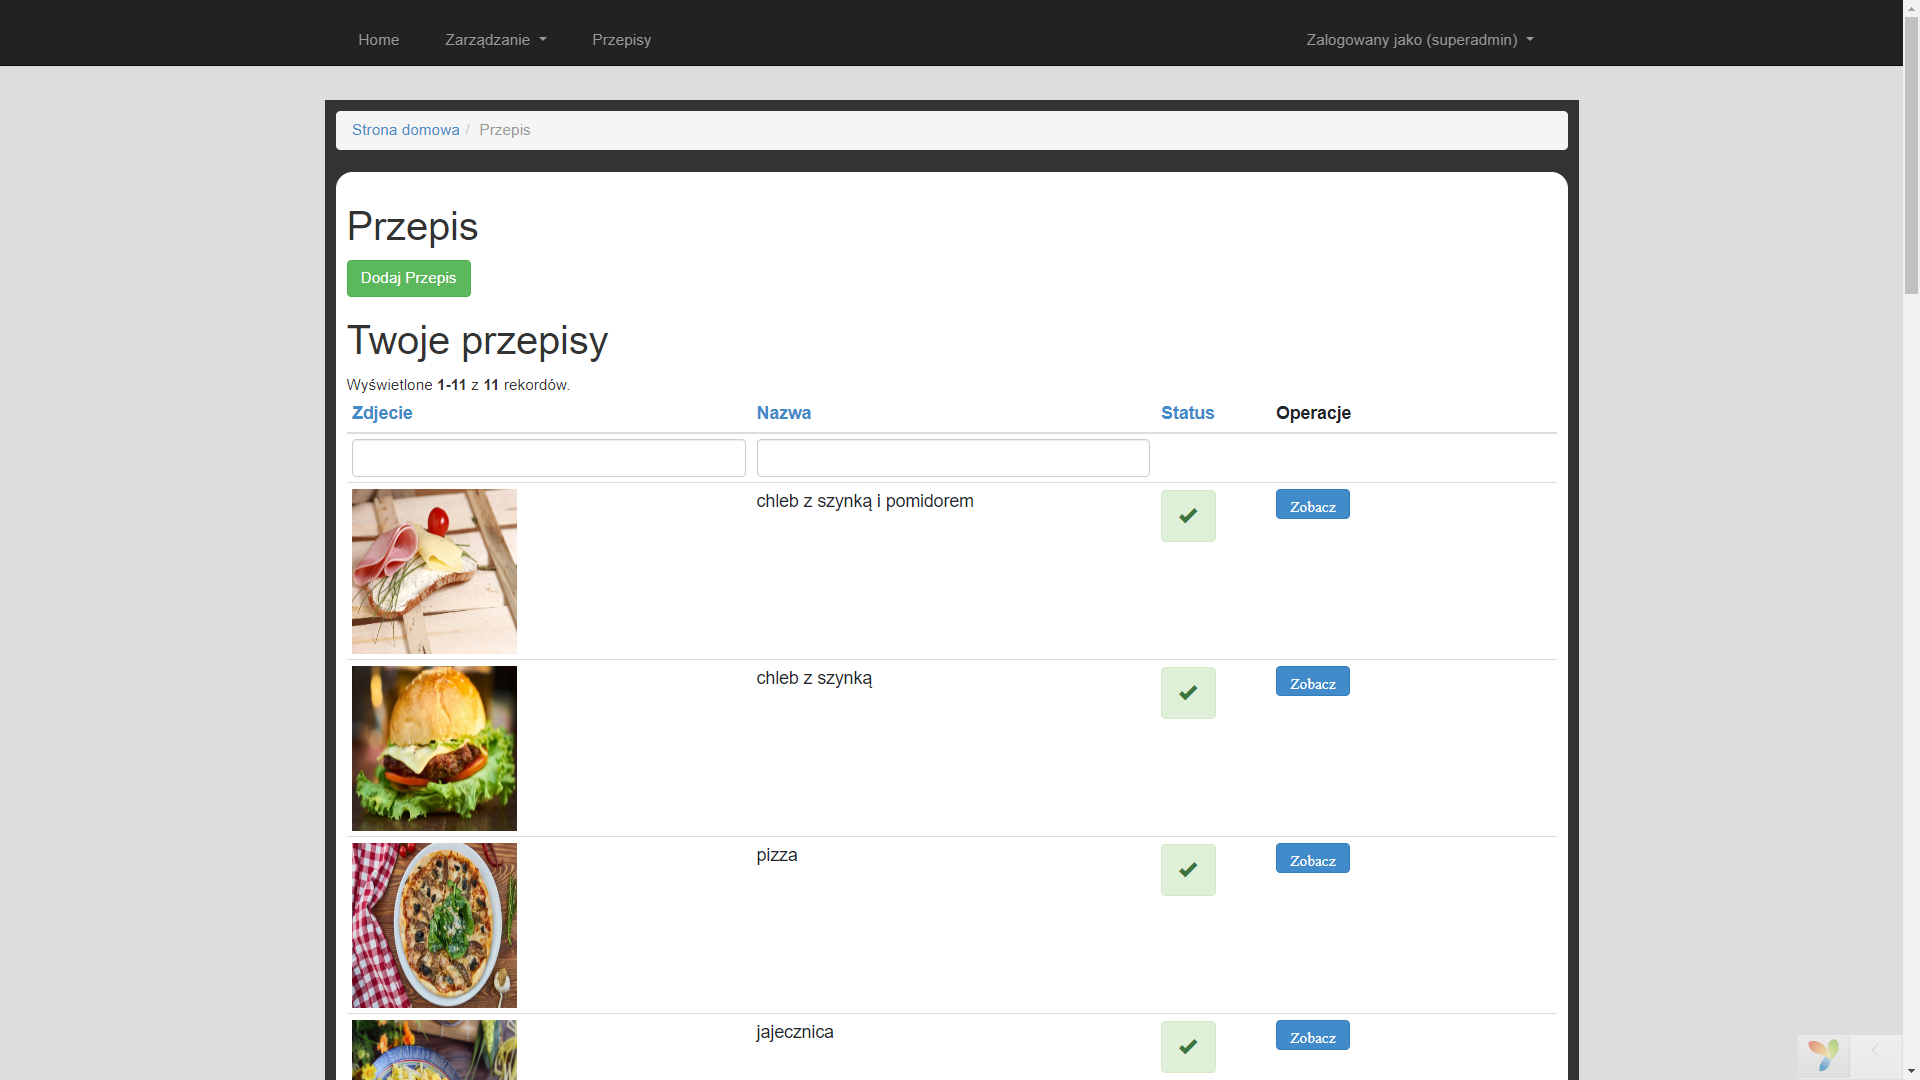 Home Zarządzanie Przepisy Zalogowany jako (superadmin)
Strona domowa / Przepis
Przepis
Dodaj Przepis
Twoje przepisy
Wyświetlone 1-11 z 11 rekordów.
Zdjecie Nazwa Status Operacje
chleb z szynką i pomidorem Zobacz
chleb z szynką Zobacz
pizza Zobacz
jajecznica Zobacz